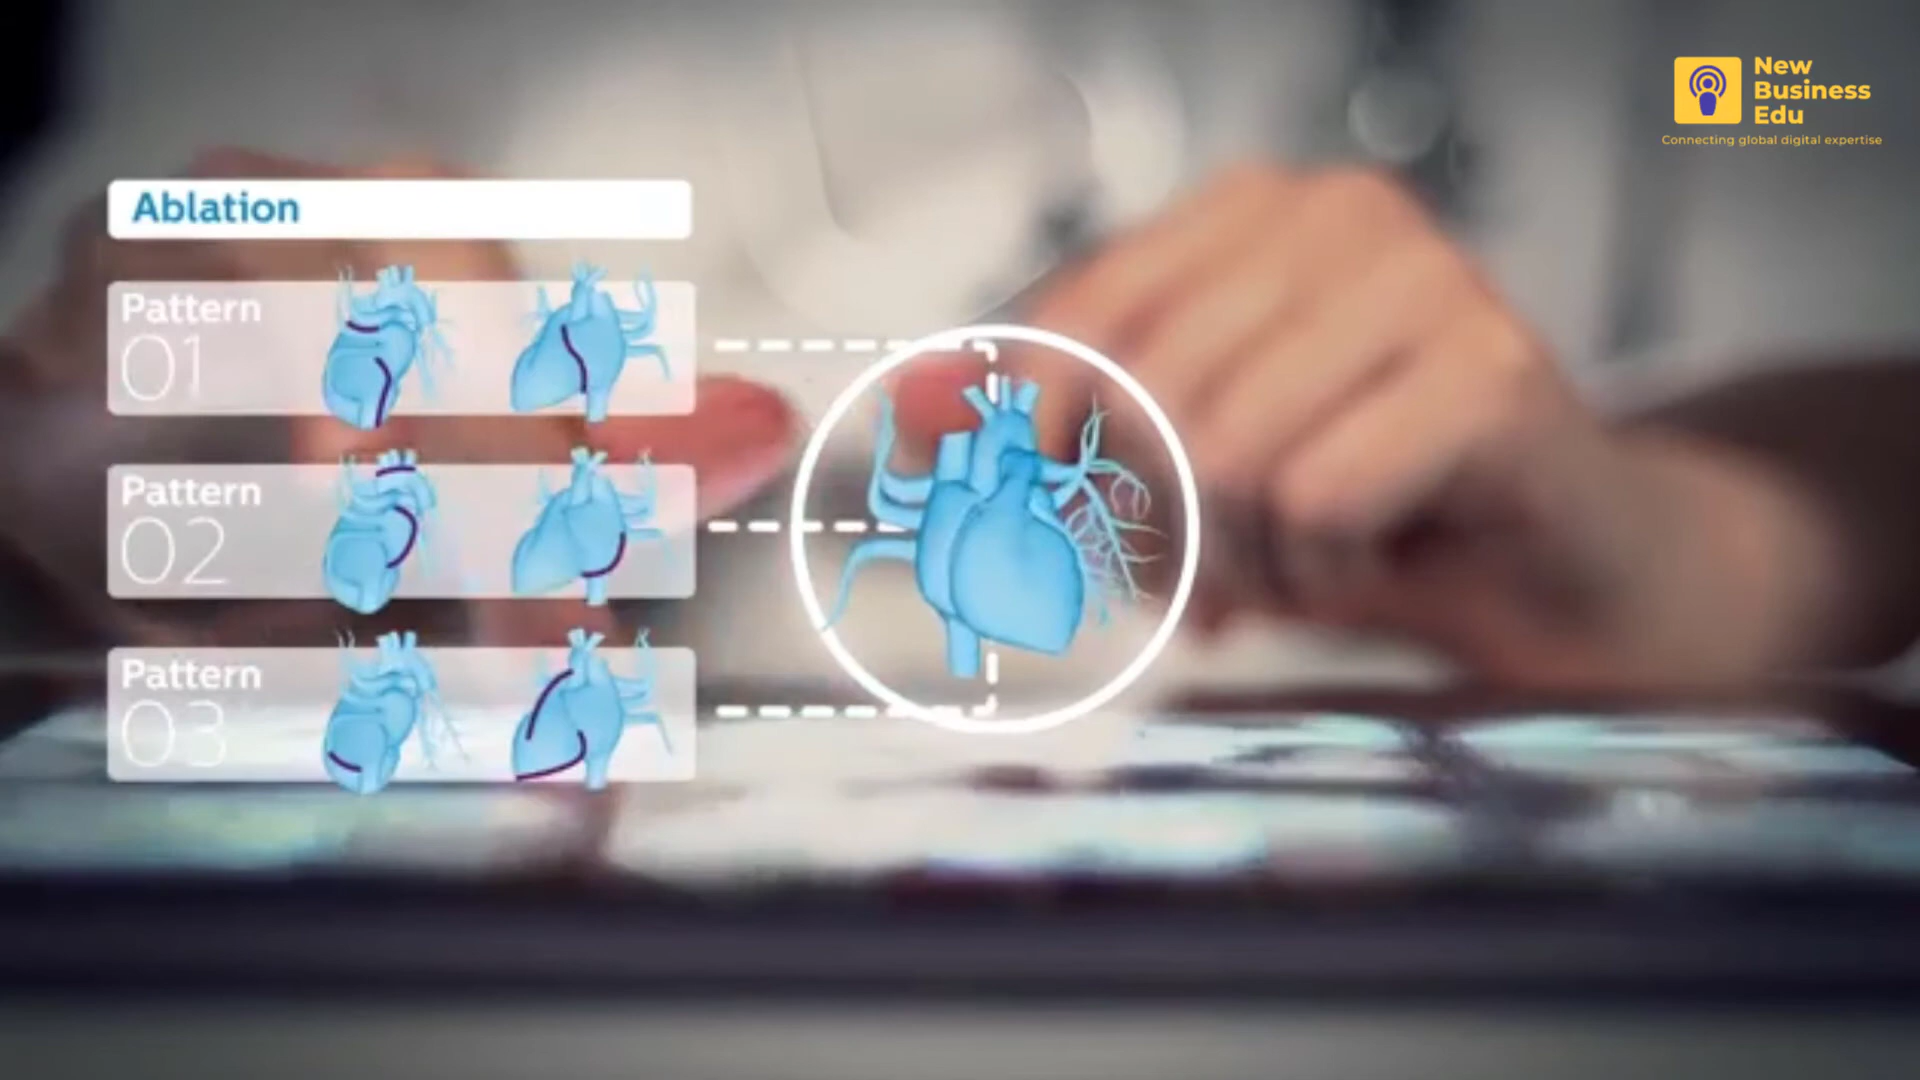 New
Business
Edu
Connecting global digital expertise
Ablation
Pattern
01
Pattern
02
Pattern
03